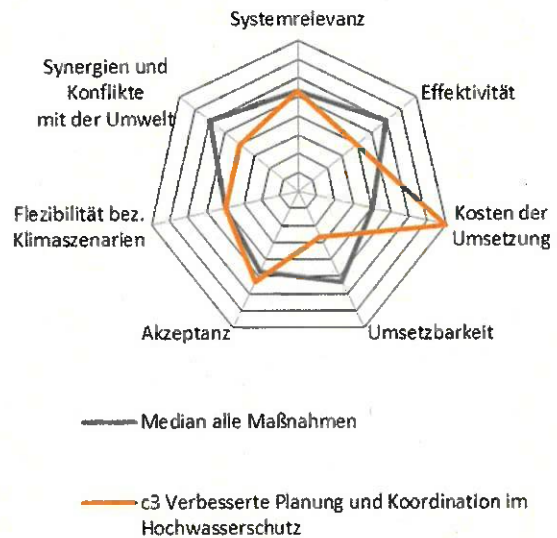 Systemrelevanz
Synergien und
Konflikte
mit der Umwelt
Effektivität
Flezibilität bez.
Klimaszenarien
Kosten der
Umsetzung
Akzeptanz
Umsetzbarkeit
Median alle Maßnahmen
c3 Verbesserte Planung und Koordination im
Hochwasserschutz